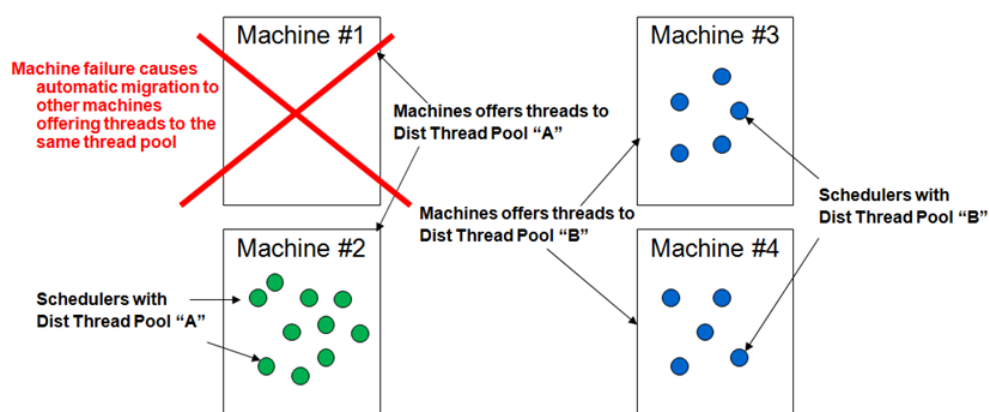 Machine #1
Machine failure causes
automatic migration to
other machines
offering threads to the
same thread pool
Machines offers threads to
Dist Thread Pool “A”
Machine #3
Machines offers threads to
Dist Thread Pool “B”
Schedulers with
Dist Thread Pool “B”
Machine #2
Schedulers with
Dist Thread Pool “A”
Machine #4